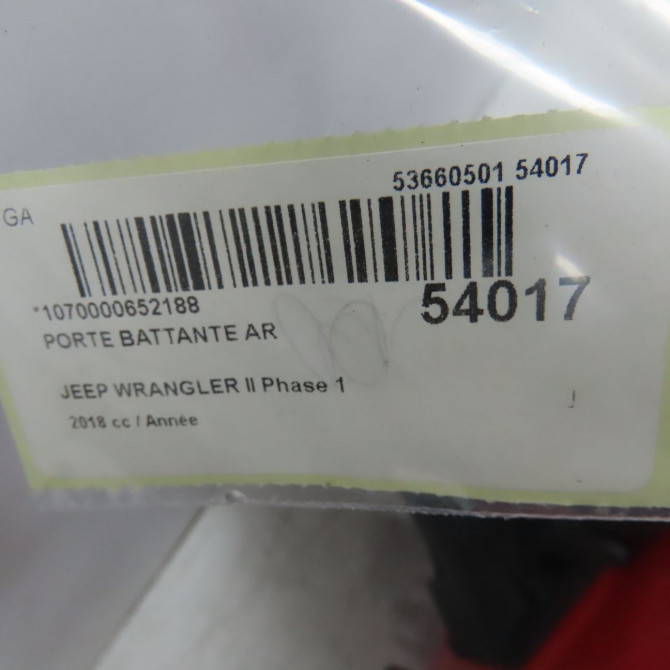 53660501 54017
GA
*1070000652188
54017
PORTE BATTANTE AR
JEEP WRANGLER II Phase 1
2018 cc / Année